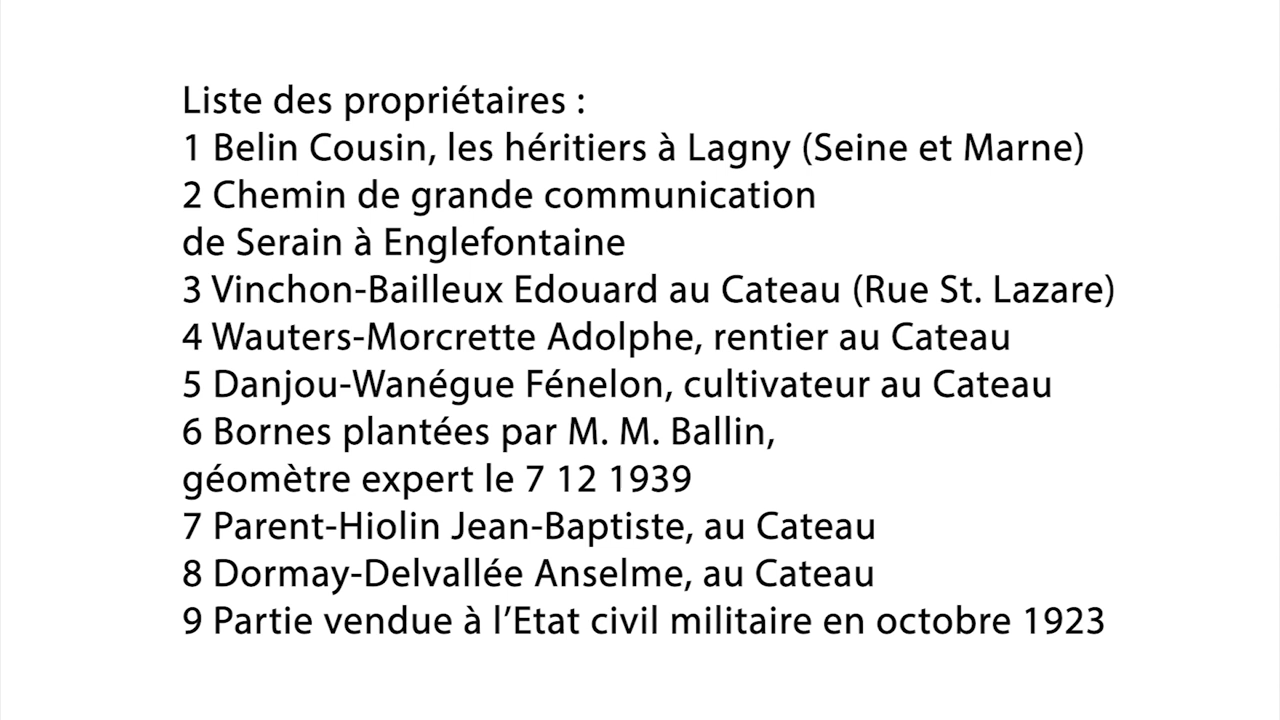 Liste des propriétaires :
1 Belin Cousin, les héritiers à Lagny (Seine et Marne)
2 Chemin de grande communication
de Serain à Englefontaine
3 Vinchon-Bailleux Edouard au Cateau (Rue St. Lazare)
4 Wauters-Morcrette Adolphe, rentier au Cateau
5 Danjou-Wanégue Fénelon, cultivateur au Cateau
6 Bornes plantées par M. M. Ballin,
géomètre expert le 7 12 1939
7 Parent-Hiolin Jean-Baptiste, au Cateau
8 Dormay-Delvallée Anselme, au Cateau
9 Partie vendue à l’Etat civil militaire en octobre 1923